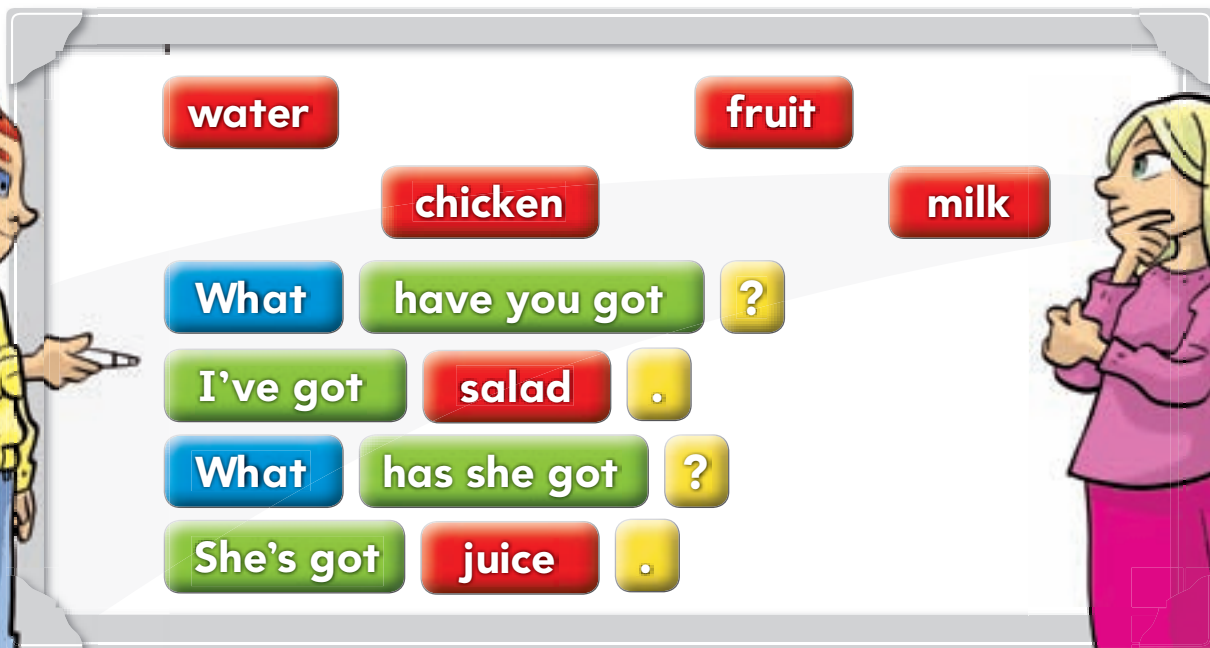 water fruit
chicken milk
What have you got ?
I've got salad .
What has she got ?
She's got juice .